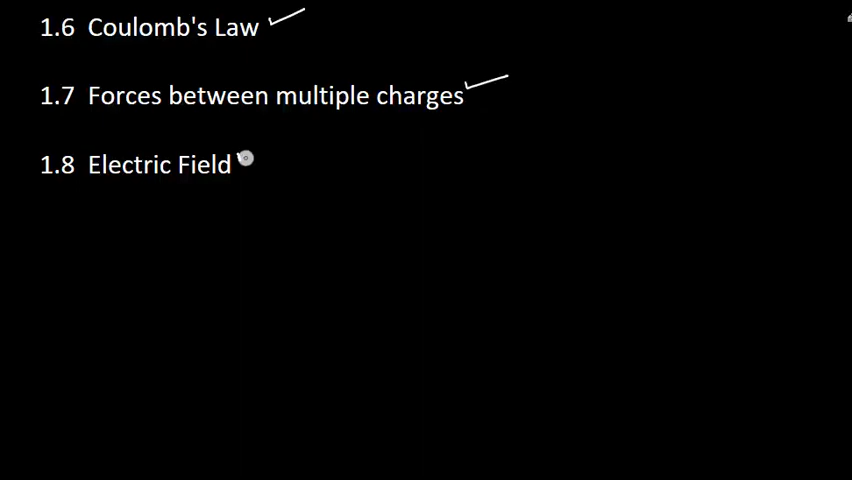 1.6 Coulomb's Law
1.7 Forces between multiple charges
1.8 Electric Field